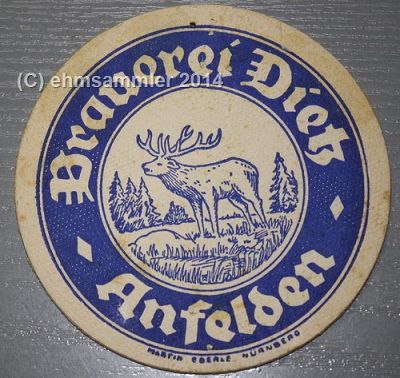 Brauerei Dietz
(C) ehmsammler 2014
Anfelden
MARTIN EBERLE NÜRNBERG